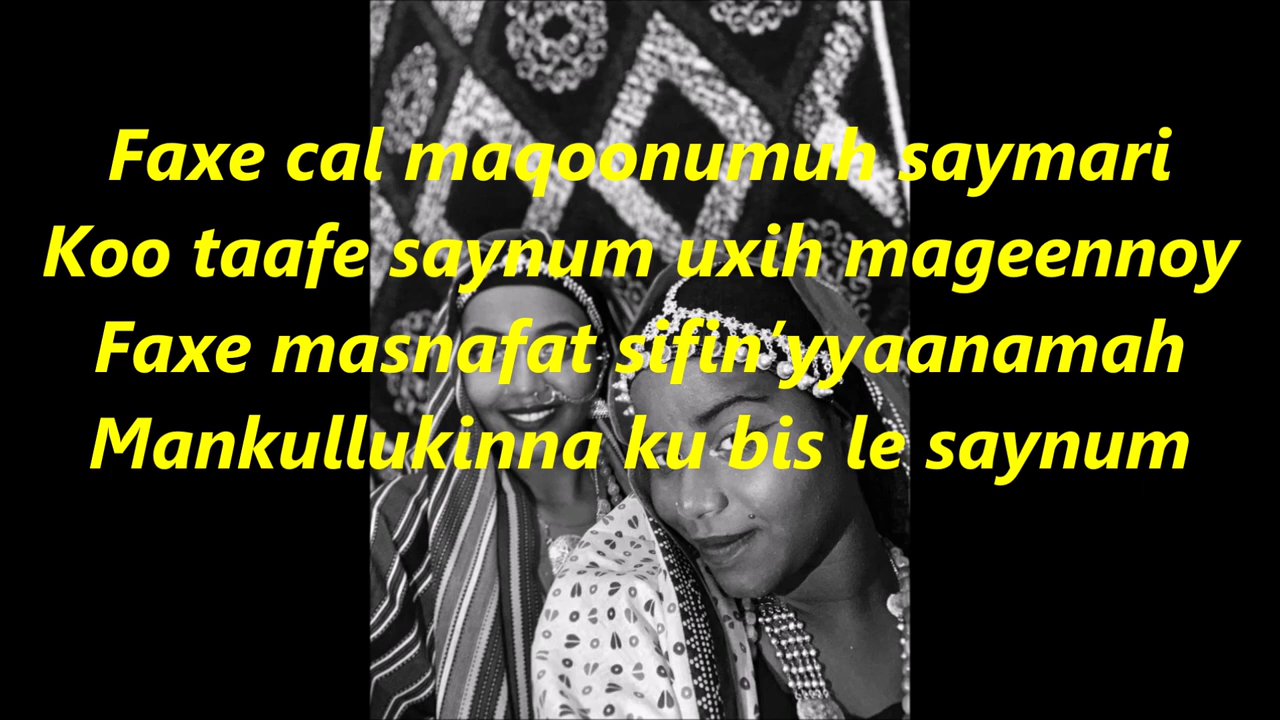 Faxe cal maqoonumuh saymari
Koo taafe saynum uxih mageennoy
Faxe masnafat sifin'yyaanamah
Mankullukinna ku bis le saynum